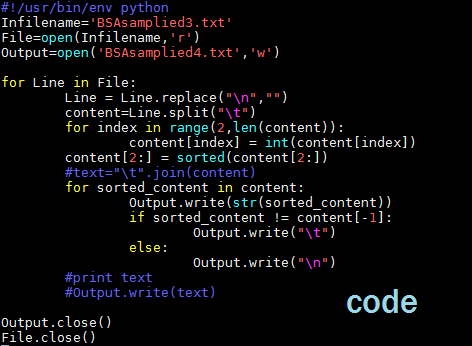 #!/usr/bin/env python
Infilename='BSAsamplied3.txt'
File=open(Infilename,'r')
Output=open('BSAsamplied4.txt','w')

for Line in File:
        Line = Line.replace("\n","")
        content=Line.split("\t")
        for index in range(2,len(content)):
                content[index] = int(content[index])
        content[2:] = sorted(content[2:])
        #text="\t".join(content)
        for sorted_content in content:
                Output.write(str(sorted_content))
                if sorted_content != content[-1]:
                        Output.write("\t")
                else:
                        Output.write("\n")
        #print text
        #Output.write(text)
code

Output.close()
File.close()